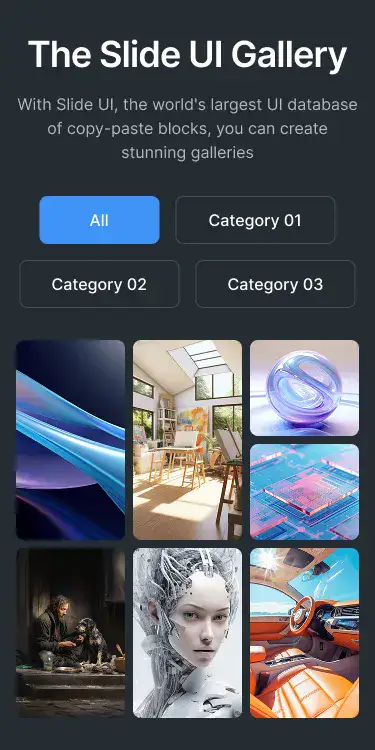 The Slide UI Gallery
With Slide UI, the world's largest UI database
of copy-paste blocks, you can create
stunning galleries
All
Category 01
Category 02
Category 03